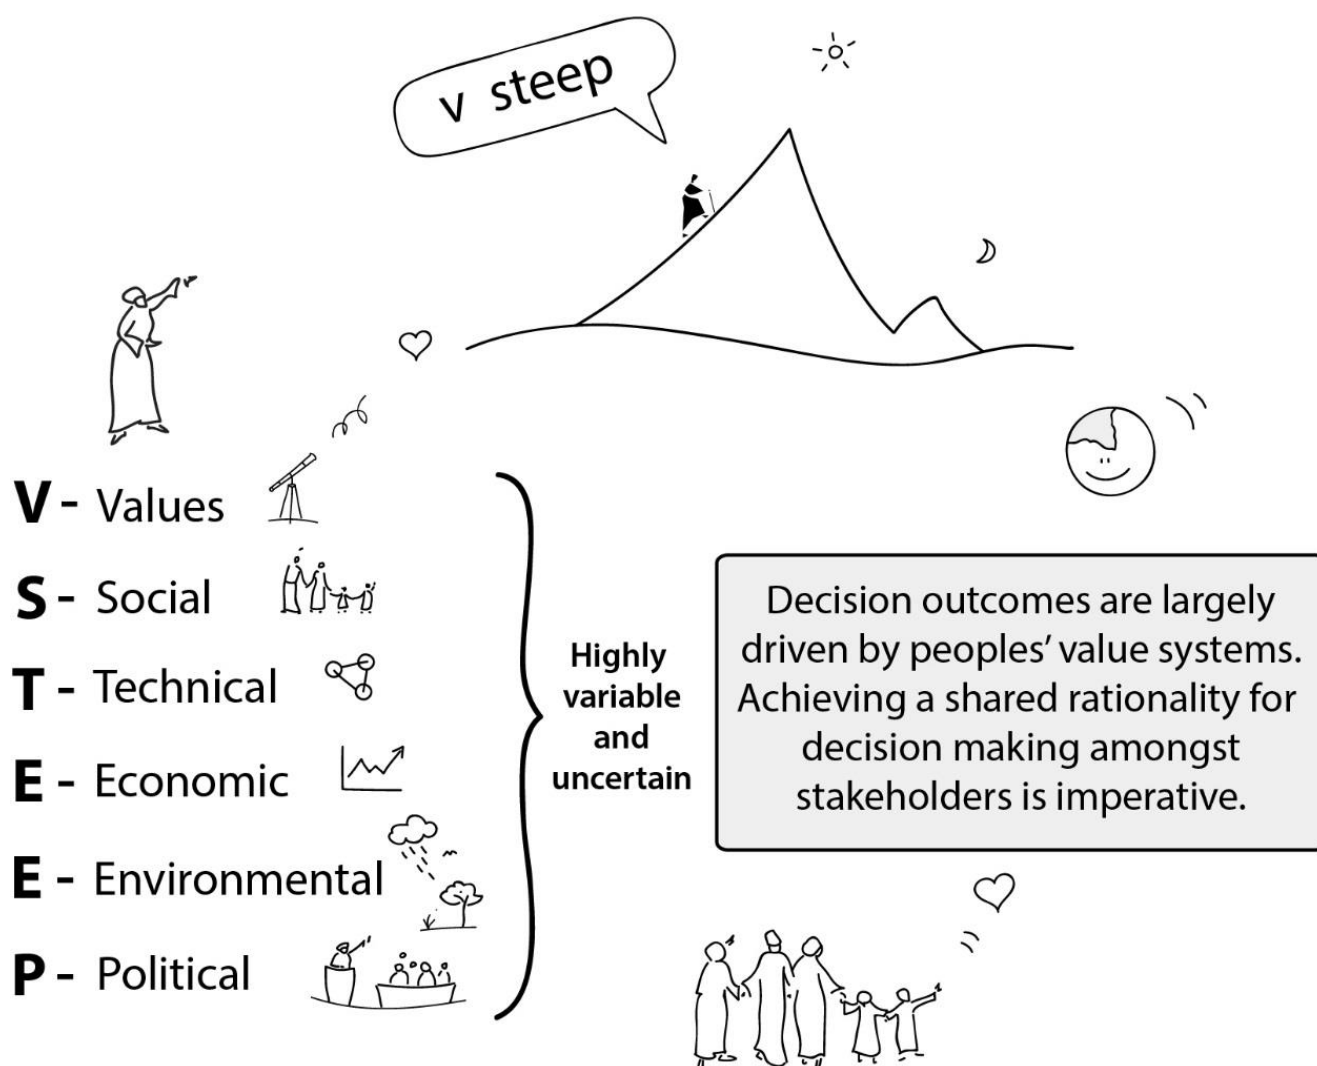 v steep
V - Values
S - Social
T - Technical
E - Economic
E - Environmental
P - Political
Highly
variable
and
uncertain
Decision outcomes are largely
driven by peoples’ value systems.
Achieving a shared rationality for
decision making amongst
stakeholders is imperative.